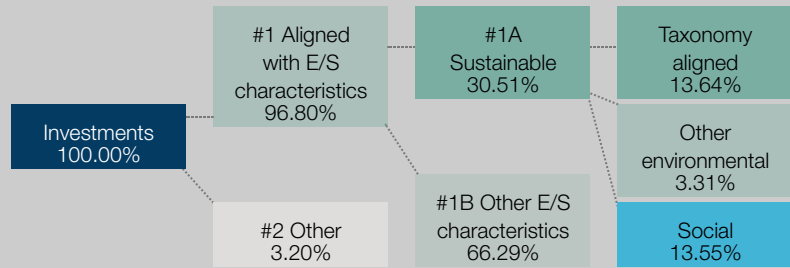 Investments
100.00%
#1 Aligned
with E/S
characteristics
96.80%
#2 Other
3.20%
#1A
Sustainable
30.51%
#1B Other E/S
characteristics
66.29%
Taxonomy
aligned
13.64%
Other
environmental
3.31%
Social
13.55%